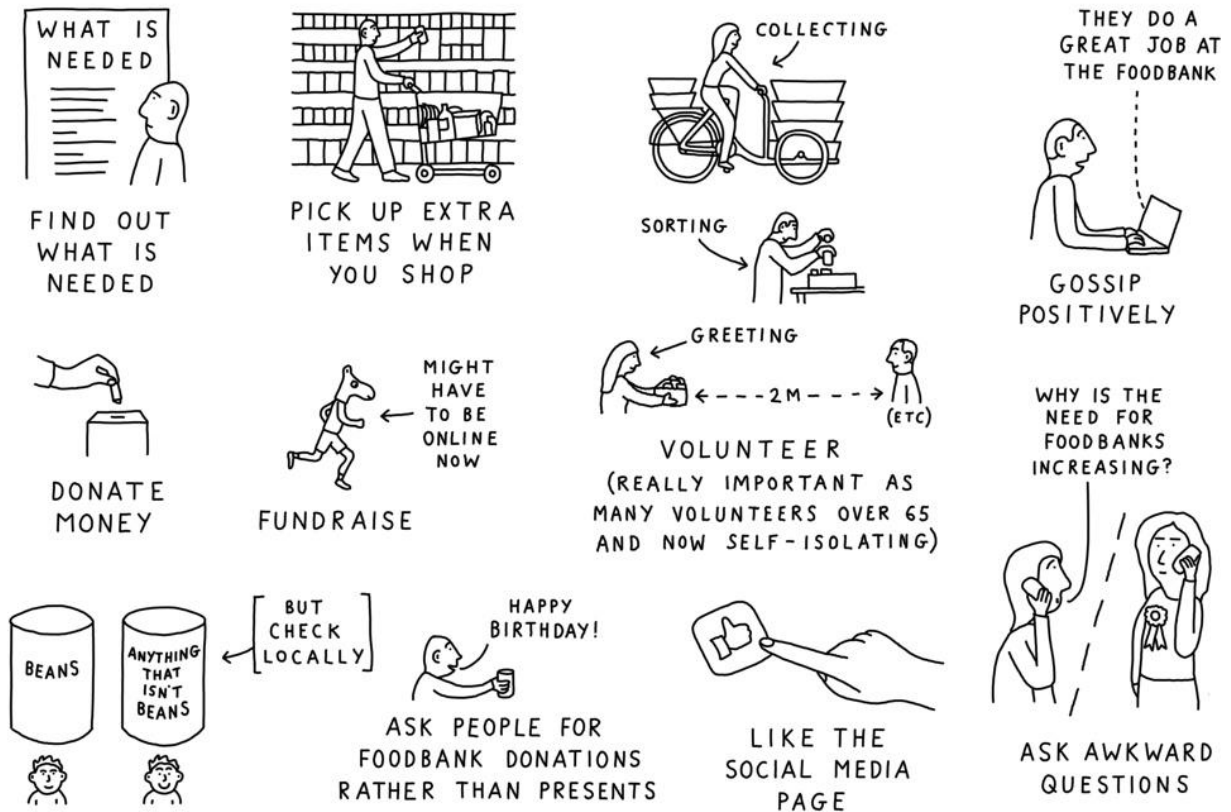 WHAT IS
NEEDED
FIND OUT
WHAT IS
NEEDED
PICK UP EXTRA
ITEMS WHEN
YOU SHOP
COLLECTING
SORTING
GREETING
2M
(ETC)
VOLUNTEER
(REALLY IMPORTANT AS
MANY VOLUNTEERS OVER 65
AND NOW SELF-ISOLATING)
THEY DO A
GREAT JOB AT
THE FOODBANK
GOSSIP
POSITIVELY
DONATE
MONEY
MIGHT
HAVE
TO BE
ONLINE
NOW
FUNDRAISE
WHY IS THE
NEED FOR
FOODBANKS
INCREASING?
ASK AWKWARD
QUESTIONS
BEANS
ANYTHING
THAT
ISN'T
BEANS
[BUT
CHECK
LOCALLY]
HAPPY
BIRTHDAY!
ASK PEOPLE FOR
FOODBANK DONATIONS
RATHER THAN PRESENTS
LIKE THE
SOCIAL MEDIA
PAGE